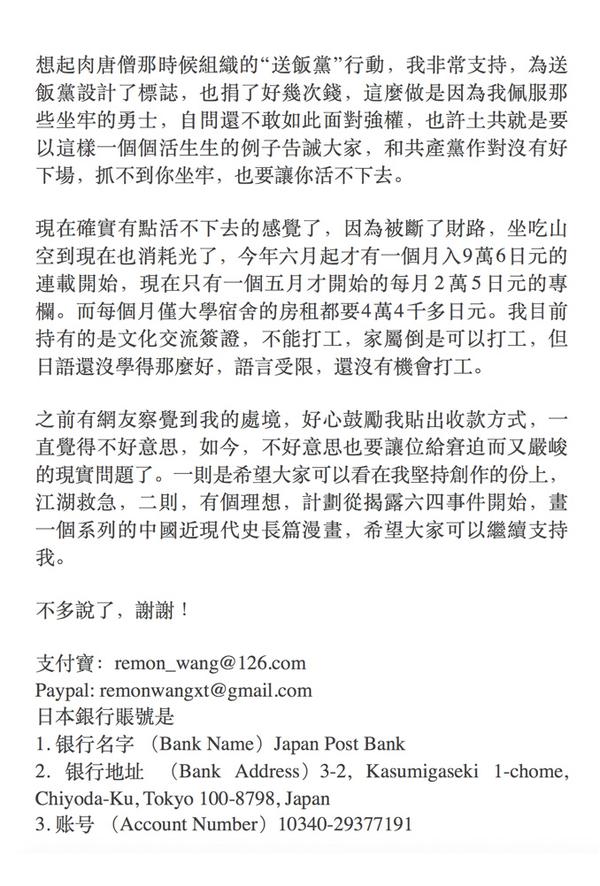 想起肉唐僧那時候組織的“送飯黨”行動，我非常支持，為送
飯黨設計了標誌，也捐了好幾次錢，這麼做是因為我佩服那
些坐牢的勇士，自問還不敢如此面對強權，也許土共就是要
以這樣一個個活生生的例子告誡大家，和共產黨作對沒有好
下場，抓不到你坐牢，也要讓你活不下去。
現在確實有點活不下去的感覺了，因為被斷了財路，坐吃山
空到現在也消耗光了，今年六月起才有一個月入9萬6日元的
連載開始，現在只有一個五月才開始的每月2萬5日元的專
欄。而每個月僅大學宿舍的房租都要4萬4千多日元。我目前
持有的是文化交流簽證，不能打工，家屬倒是可以打工，但
日語還沒學得那麼好，語言受限，還沒有機會打工。
之前有網友察覺到我的處境，好心鼓勵我貼出收款方式，一
直覺得不好意思，如今，不好意思也要讓位給窘迫而又嚴峻
的現實問題了。一則是希望大家可以看在我堅持創作的份上，
江湖救急，二則，有個理想，計劃從揭露六四事件開始，畫
一個系列的中國近現代史長篇漫畫，希望大家可以繼續支持
我。
不多說了，謝謝！
支付寶：remon_wang@126.com
Paypal: remonwangxt@gmail.com
日本銀行賬號是
1. 银行名字 （Bank Name）Japan Post Bank
2. 银行地址 （Bank Address）3-2, Kasumigaseki 1-chome,
Chiyoda-Ku, Tokyo 100-8798, Japan
3. 账号 （Account Number）10340-29377191